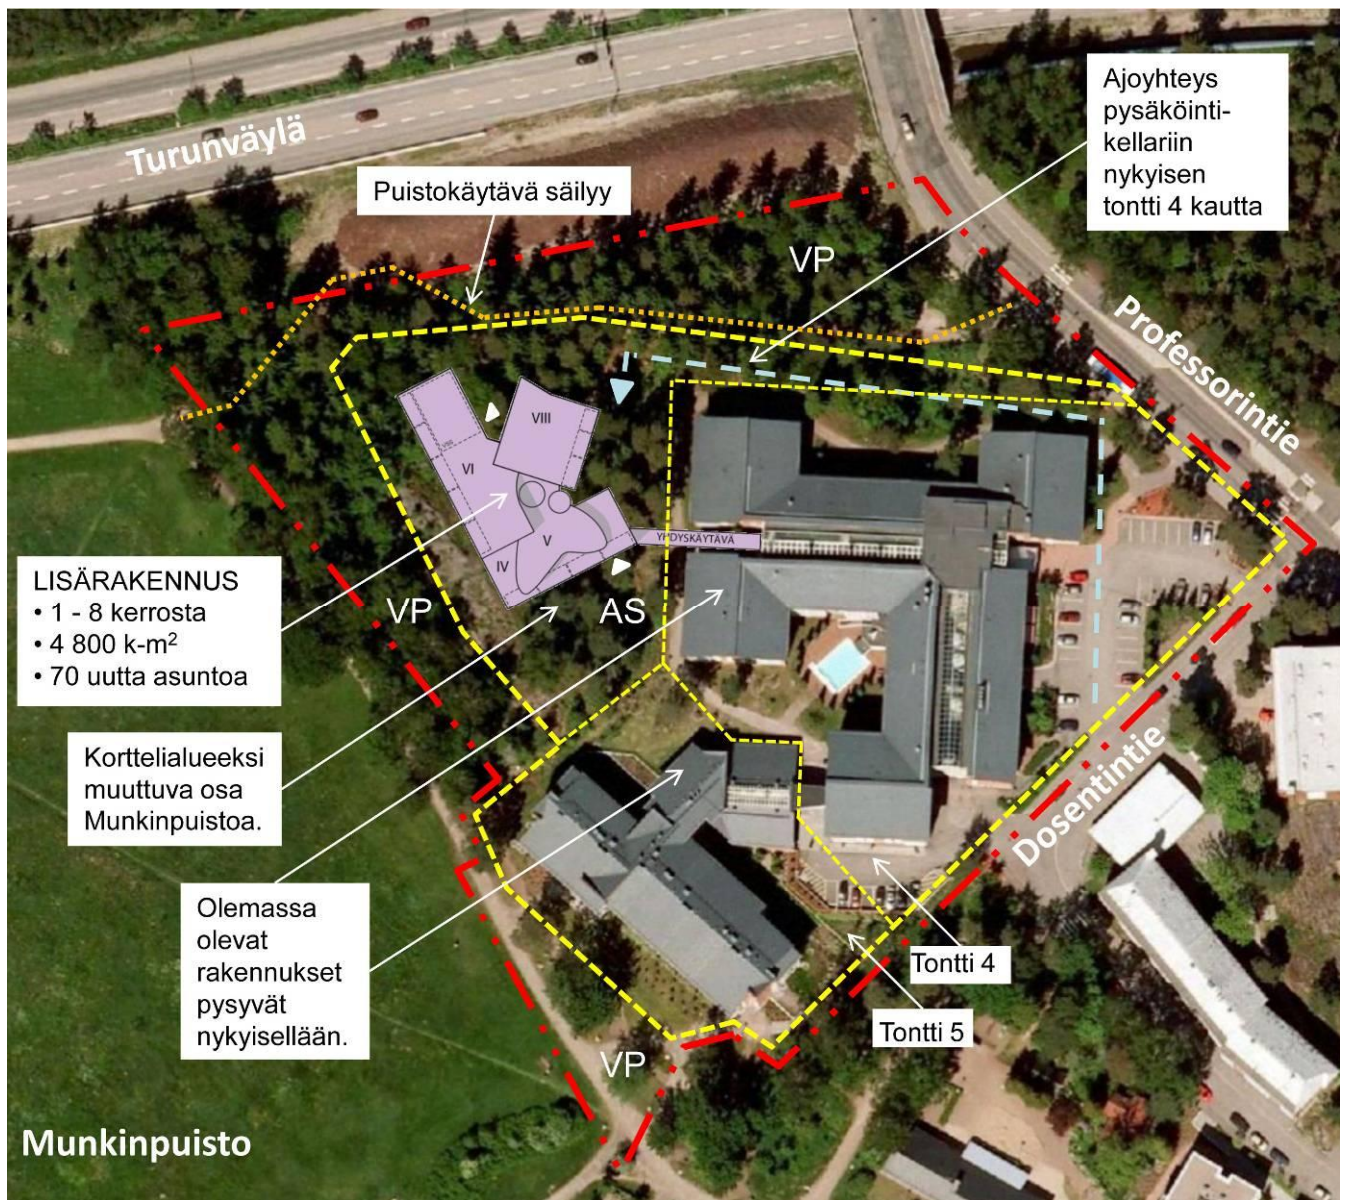 Turunväylä
Puistokäytävä säilyy
Ajoyhteys
pysäköinti-
kellariin
nykyisen
tontti 4 kautta
VP
Professorintie
VIII
VI
V
IV
YHDYSKÄYTÄVÄ
LISÄRAKENNUS
• 1 - 8 kerrosta
• 4 800 k-m²
• 70 uutta asuntoa
VP
AS
Korttelialueeksi
muuttuva osa
Munkinpuistoa.
Dosentintie
Olemassa
olevat
rakennukset
pysyvät
nykyisellään.
Tontti 4
Tontti 5
VP
Munkinpuisto